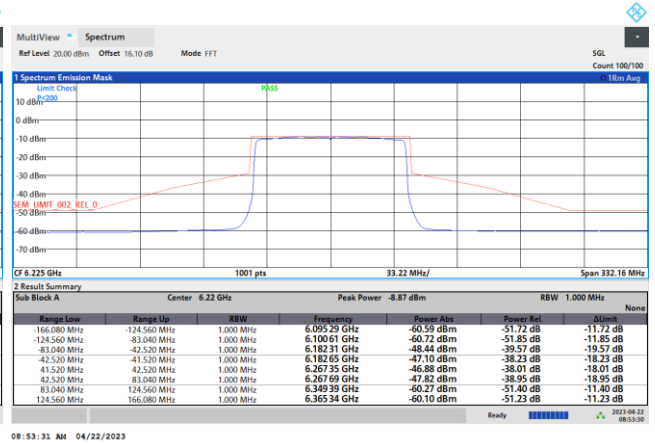 MultiView Spectrum
Ref Level 20.00 dBm Offset 16.10 dB Mode FFT SGL
Count 100/100
1 Spectrum Emission Mask 1Rm Avg
Limit Check PASS
P<200
10 dBm
0 dBm
-10 dBm
-20 dBm
-30 dBm
-40 dBm
SEM_LIMIT_002_REL_0
-50 dBm
-60 dBm
-70 dBm
CF 6.225 GHz 1001 pts 33.22 MHz/ Span 332.16 MHz
2 Result Summary
Sub Block A Center 6.22 GHz Peak Power -8.87 dBm RBW 1.000 MHz
None
Range Low Range Up RBW Frequency Power Abs Power Rel ΔLimit
-166.080 MHz -124.560 MHz 1.000 MHz 6.095 29 GHz -60.59 dBm -51.72 dB -11.72 dB
-124.560 MHz -83.040 MHz 1.000 MHz 6.100 61 GHz -60.72 dBm -51.85 dB -11.85 dB
-83.040 MHz -42.520 MHz 1.000 MHz 6.182 31 GHz -48.44 dBm -39.57 dB -19.57 dB
-42.520 MHz -41.520 MHz 1.000 MHz 6.182 65 GHz -47.10 dBm -38.23 dB -18.23 dB
41.520 MHz 42.520 MHz 1.000 MHz 6.267 35 GHz -46.88 dBm -38.01 dB -18.01 dB
42.520 MHz 83.040 MHz 1.000 MHz 6.267 69 GHz -47.82 dBm -38.95 dB -18.95 dB
83.040 MHz 124.560 MHz 1.000 MHz 6.349 39 GHz -60.27 dBm -51.40 dB -11.40 dB
124.560 MHz 166.080 MHz 1.000 MHz 6.365 34 GHz -60.10 dBm -51.23 dB -11.23 dB
Ready 2023-04-22
08:53:30
08:53:31 AM 04/22/2023